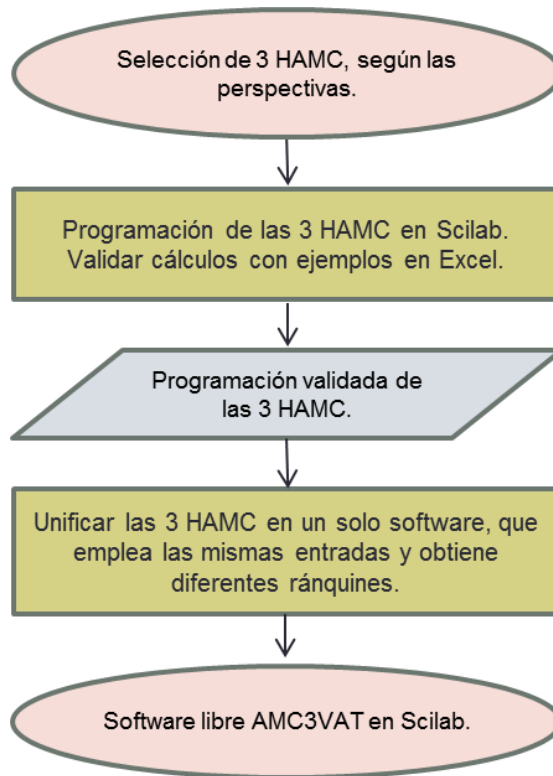 Selección de 3 HAMC, según las
perspectivas.
Programación de las 3 HAMC en Scilab.
Validar cálculos con ejemplos en Excel.
Programación validada de
las 3 HAMC.
Unificar las 3 HAMC en un solo software, que
emplea las mismas entradas y obtiene
diferentes ránquines.
Software libre AMC3VAT en Scilab.